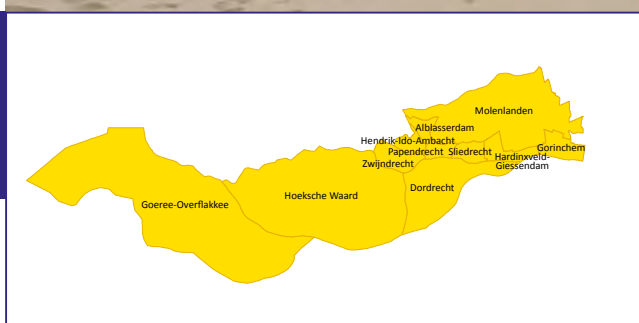 Molenlanden
Alblasserdam
Hendrik-Ido-Ambacht
Papendrecht
Sliedrecht
Gorinchem
Zwijndrecht
Hardinxveld-
Giessendam
Dordrecht
Hoeksche Waard
Goeree-Overflakkee